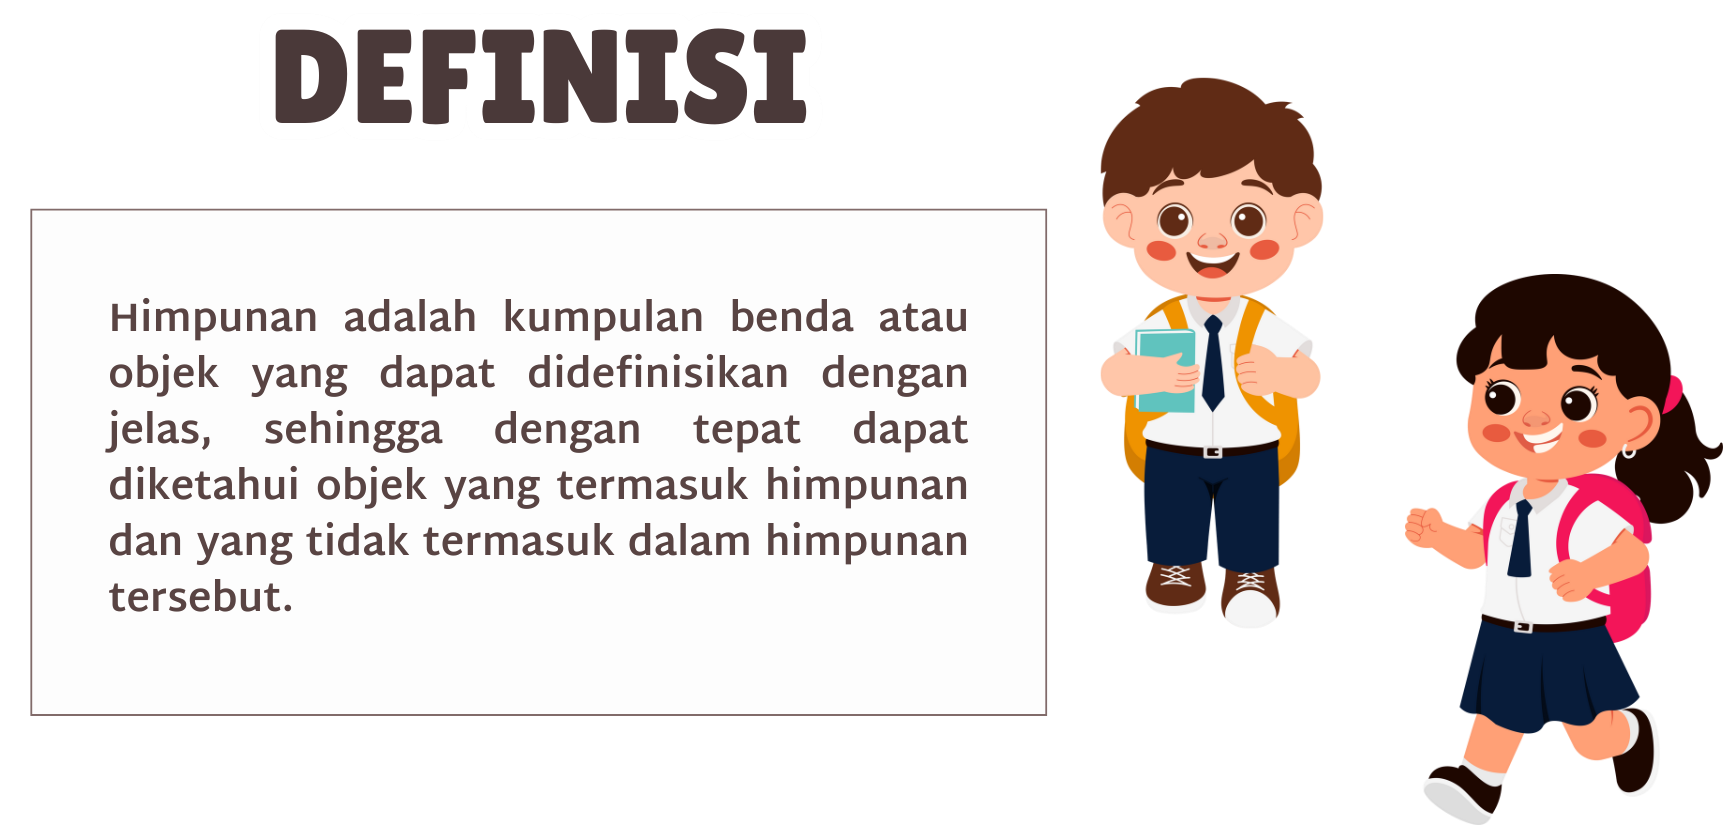 DEFINISI
Himpunan adalah kumpulan benda atau
objek yang dapat didefinisikan dengan
jelas, sehingga dengan tepat dapat
diketahui objek yang termasuk himpunan
dan yang tidak termasuk dalam himpunan
tersebut.